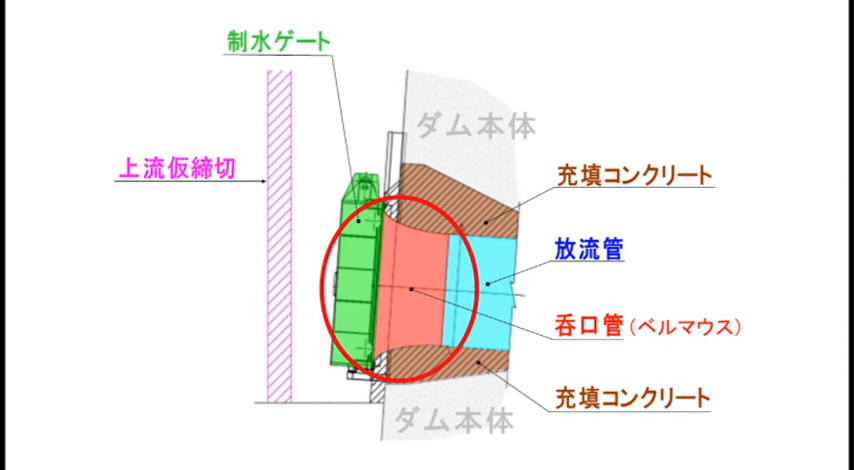 制水ゲート
ダム本体
上流仮締切
充填コンクリート
放流管
呑口管(ベルマウス)
充填コンクリート
ダム本体